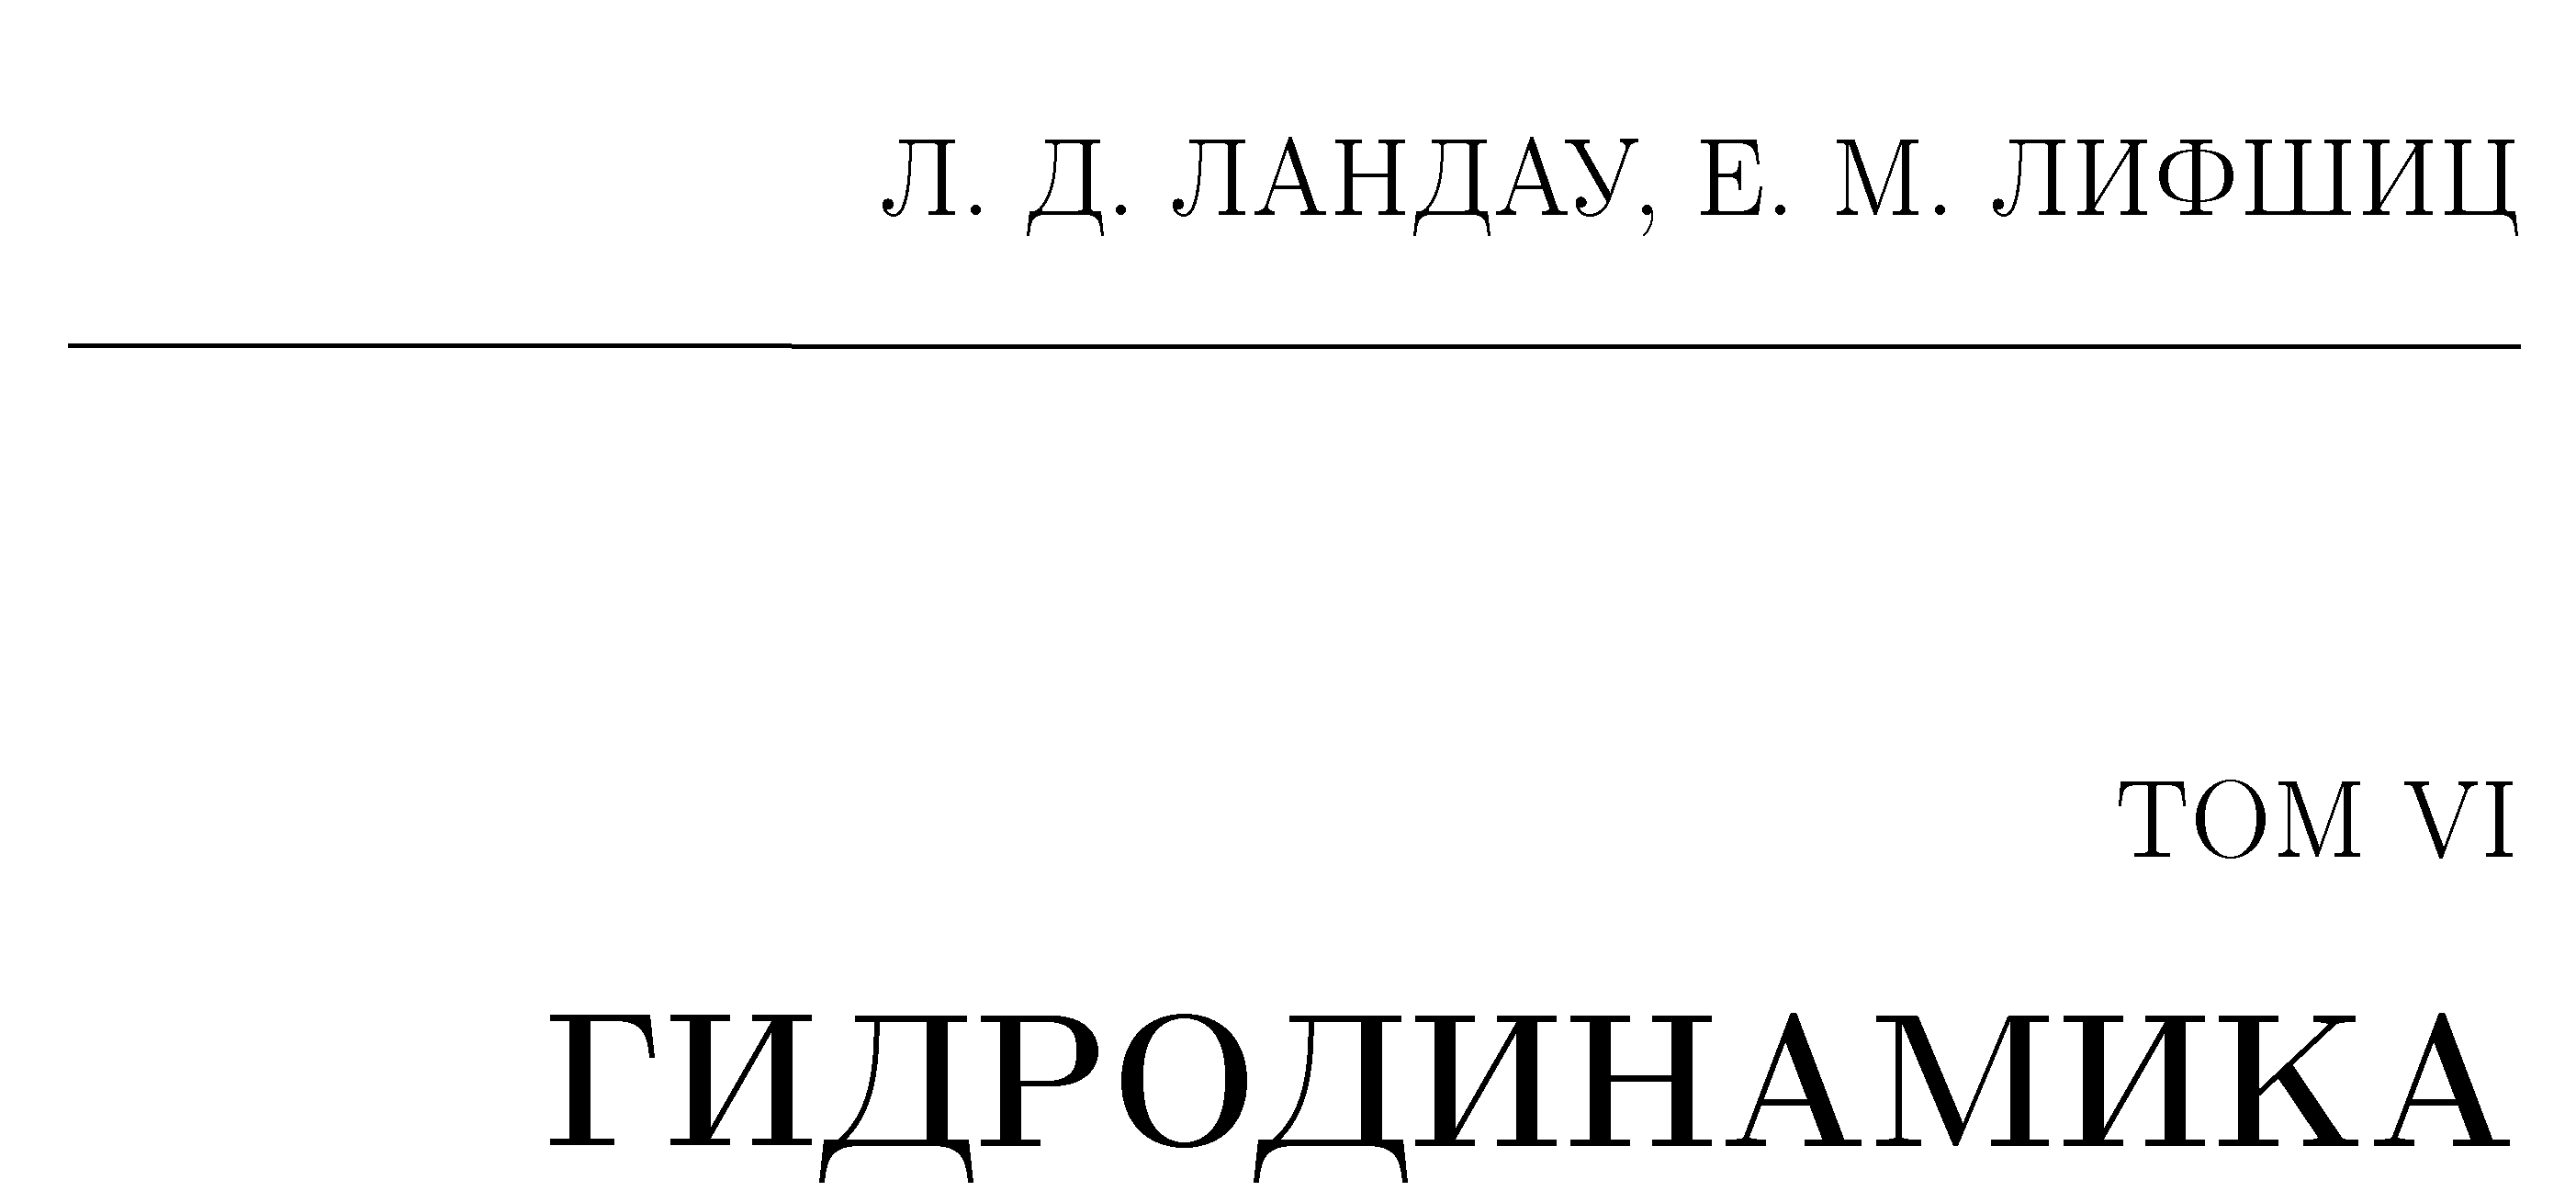 Л. Д. ЛАНДАУ, Е. М. ЛИФШИЦ
ТОМ VI
ГИДРОДИНАМИКА